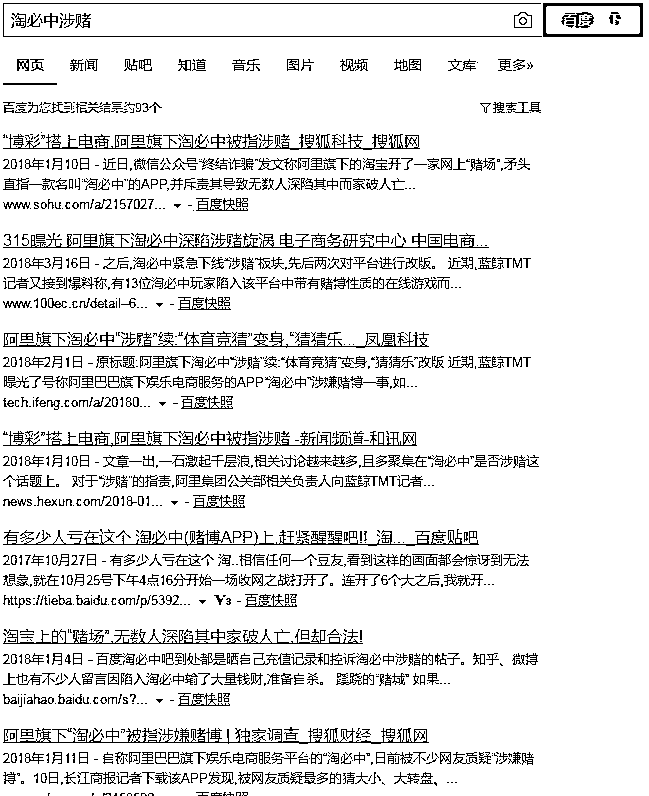 淘必中涉赌
百度一下
网页 新闻 贴吧 知道 音乐 图片 视频 地图 文库 更多»
百度为您找到相关结果约93个 搜索工具
"博彩"搭上电商,阿里旗下淘必中被指涉赌_搜狐科技_搜狐网
2018年1月10日 - 近日,微信公众号"终结诈骗"发文称阿里旗下的淘宝开了一家网上"赌场",矛头
直指一款名叫"淘必中"的APP,并斥责其导致无数人深陷其中而家破人亡...
www.sohu.com/a/2157027... - 百度快照
315曝光 阿里旗下淘必中深陷涉赌旋涡 电子商务研究中心 中国电商...
2018年3月16日 - 之后,淘必中紧急下线"涉赌"板块,先后两次对平台进行改版。 近期,蓝鲸TMT
记者又接到爆料称,有13位淘必中玩家陷入该平台中带有赌博性质的在线游戏而...
www.100ec.cn/detail--6... - 百度快照
阿里旗下淘必中"涉赌"续:"体育竞猜"变身,"猜猜乐..._凤凰科技
2018年2月1日 - 原标题:阿里旗下淘必中"涉赌"续:"体育竞猜"变身,"猜猜乐"改版 近期,蓝鲸TMT
曝光了号称阿里巴巴旗下娱乐电商服务的APP"淘必中"涉嫌赌博一事,如...
tech.ifeng.com/a/20180... - 百度快照
"博彩"搭上电商,阿里旗下淘必中被指涉赌 -新闻频道-和讯网
2018年1月10日 - 文章一出,一石激起千层浪,相关讨论越来越多,且多聚集在"淘必中"是否涉赌这
个话题上。 对于"涉赌"的指责,阿里集团公关部相关负责人向蓝鲸TMT记者...
news.hexun.com/2018-01... - 百度快照
有多少人亏在这个 淘必中(赌博APP)上,赶紧醒醒吧!!_淘..._百度贴吧
2017年10月27日 - 有多少人亏在这个 淘..相信任何一个豆友,看到这样的画面都会惊讶到无法
想象,就在10月25号下午4点16分开始一场收网之战打开了。连开了6个大之后,我就开...
https://tieba.baidu.com/p/5392... V3 - 百度快照
淘宝上的"赌场",无数人深陷其中家破人亡,但却合法!
2018年1月4日 - 百度淘必中吧到处都是晒自己充值记录和控诉淘必中涉赌的帖子。知乎、微博
上也有不少人留言因陷入淘必中输了大量钱财,准备自杀。 蹊跷的"赌城" 如果...
baijiahao.baidu.com/s?... - 百度快照
阿里旗下"淘必中"被指涉嫌赌博 | 独家调查_搜狐财经_搜狐网
2018年1月11日 - 自称阿里巴巴旗下娱乐电商服务平台的"淘必中",日前被不少网友质疑"涉嫌赌
博"。10日,长江商报记者下载该APP发现,被网友质疑最多的猜大小、大转盘、...